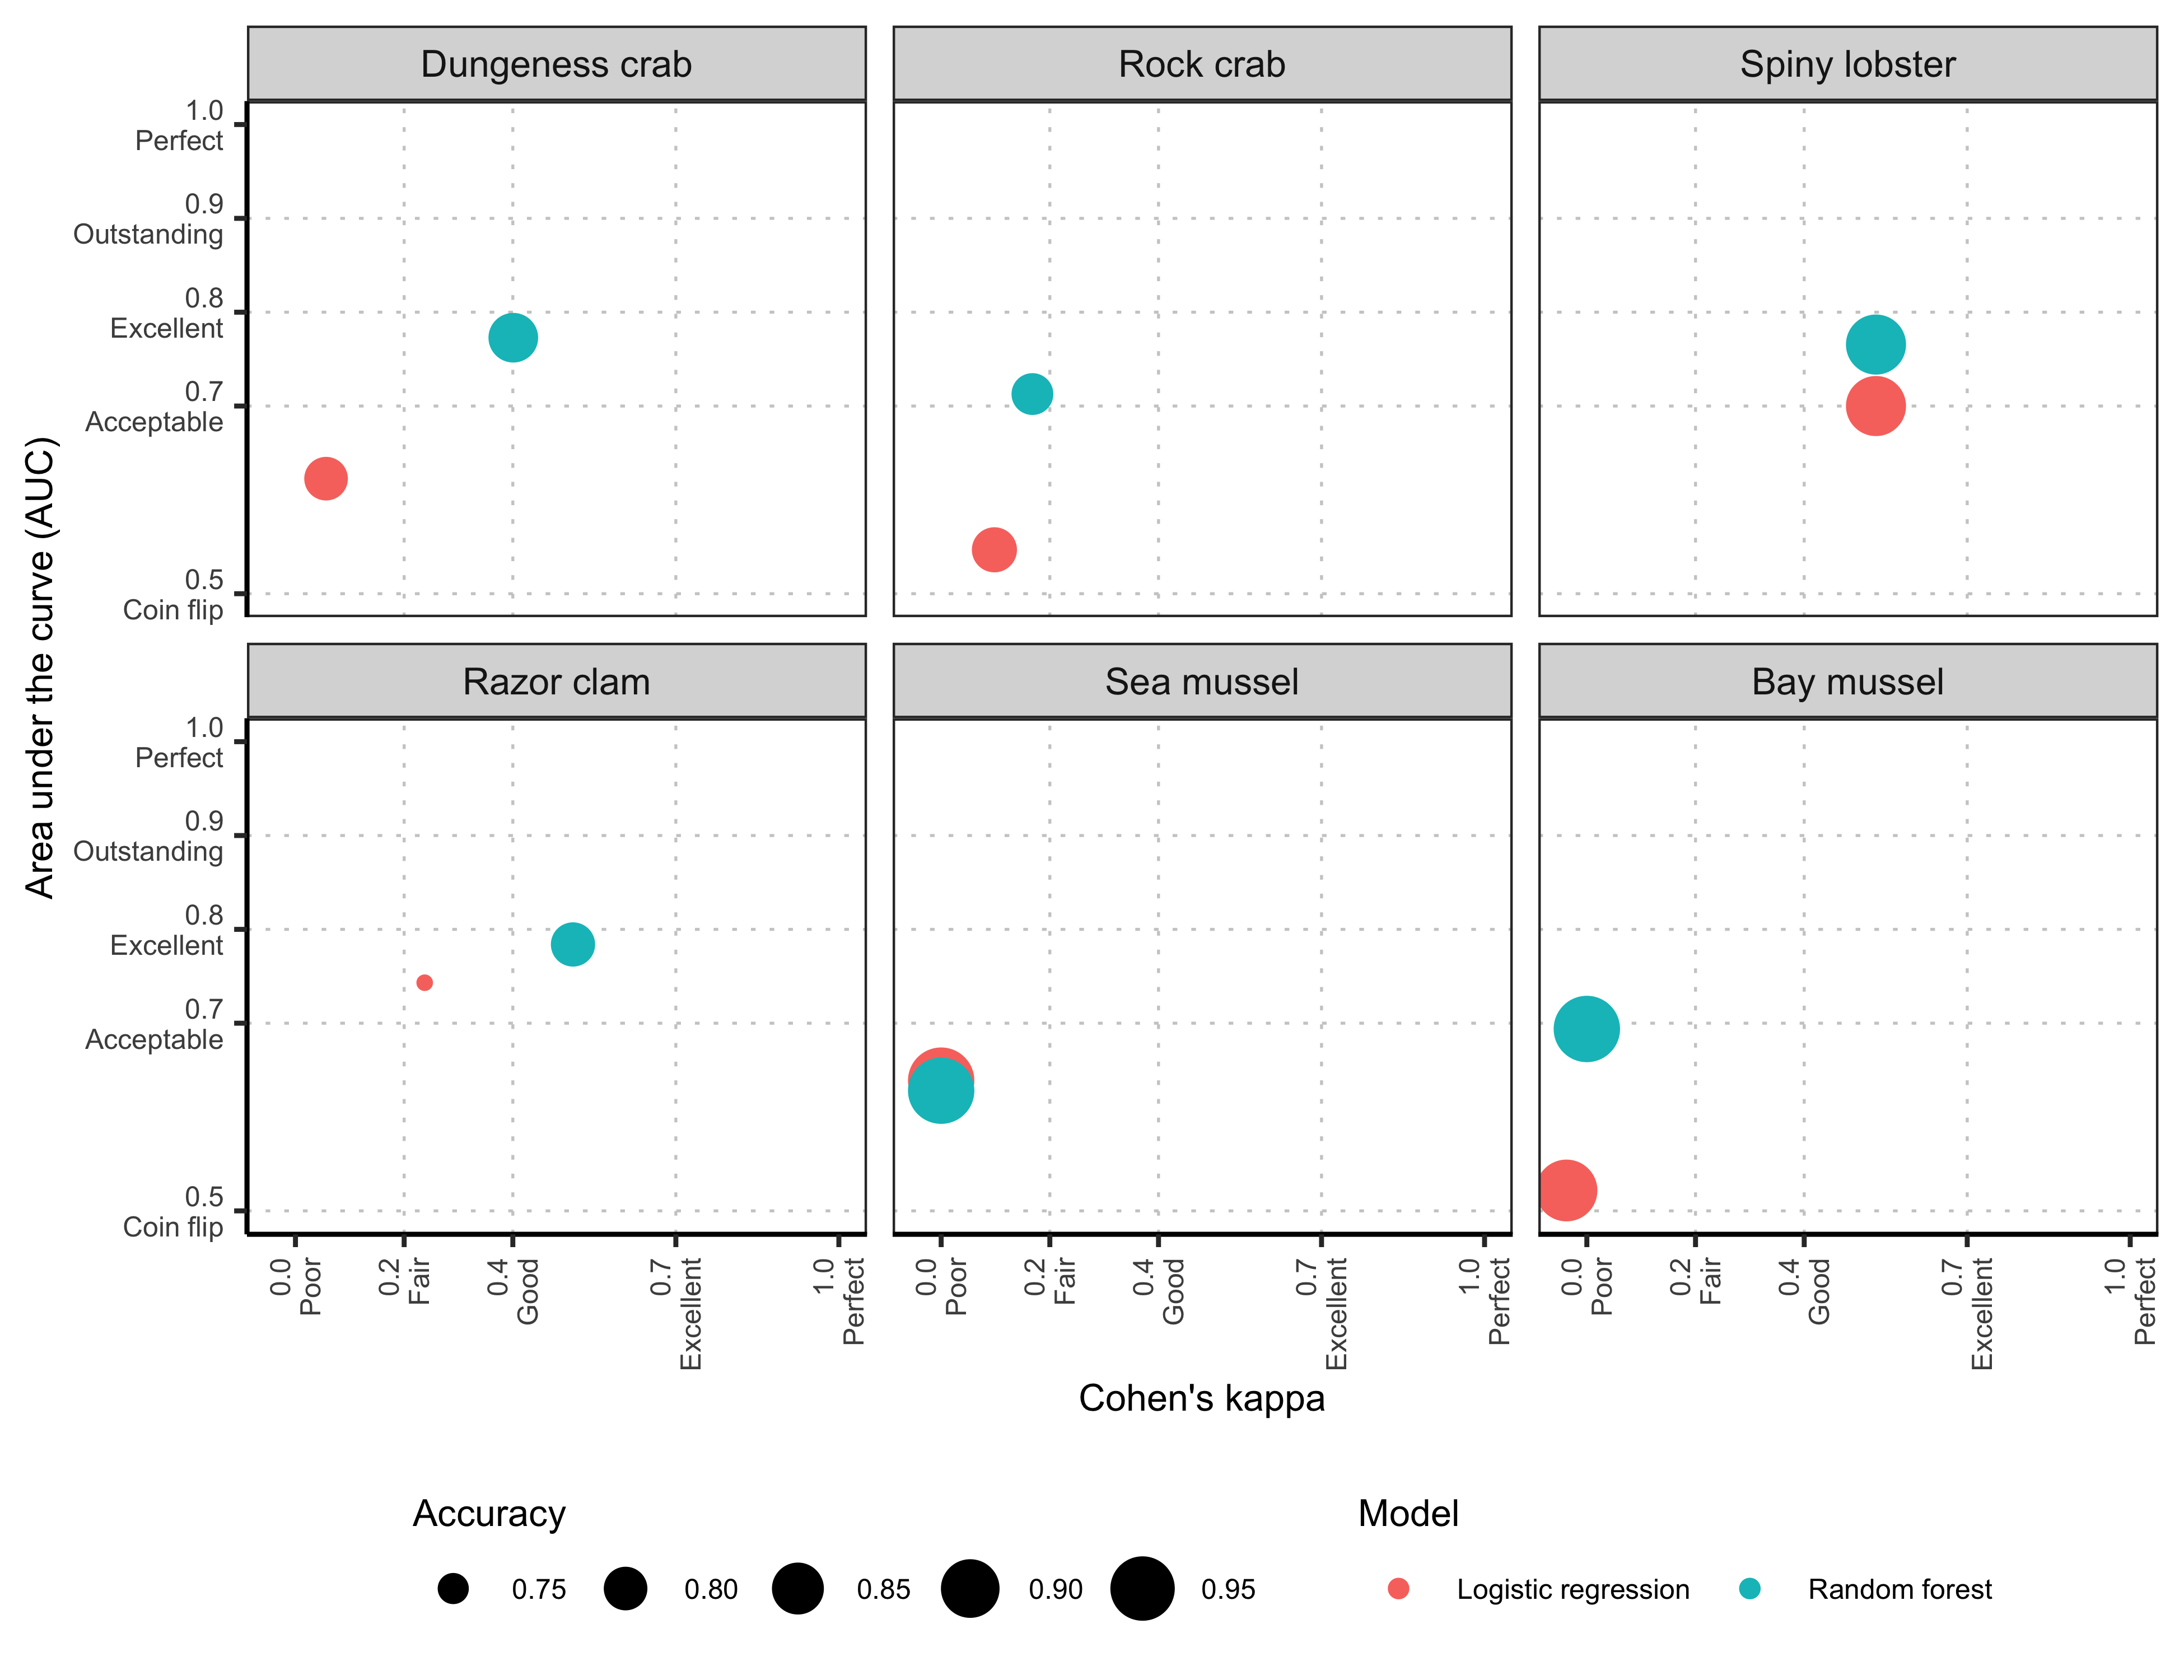 Dungeness crab
Rock crab
Spiny lobster
1.0
Perfect
0.9
Outstanding
0.8
Excellent
0.7
Acceptable
0.5
Coin flip
Razor clam
Sea mussel
Bay mussel
1.0
Perfect
0.9
Outstanding
0.8
Excellent
0.7
Acceptable
0.5
Coin flip
Area under the curve (AUC)
0.0
Poor
0.2
Fair
0.4
Good
0.7
Excellent
1.0
Perfect
0.0
Poor
0.2
Fair
0.4
Good
0.7
Excellent
1.0
Perfect
0.0
Poor
0.2
Fair
0.4
Good
0.7
Excellent
1.0
Perfect
Cohen's kappa
Accuracy
0.75
0.80
0.85
0.90
0.95
Model
Logistic regression
Random forest